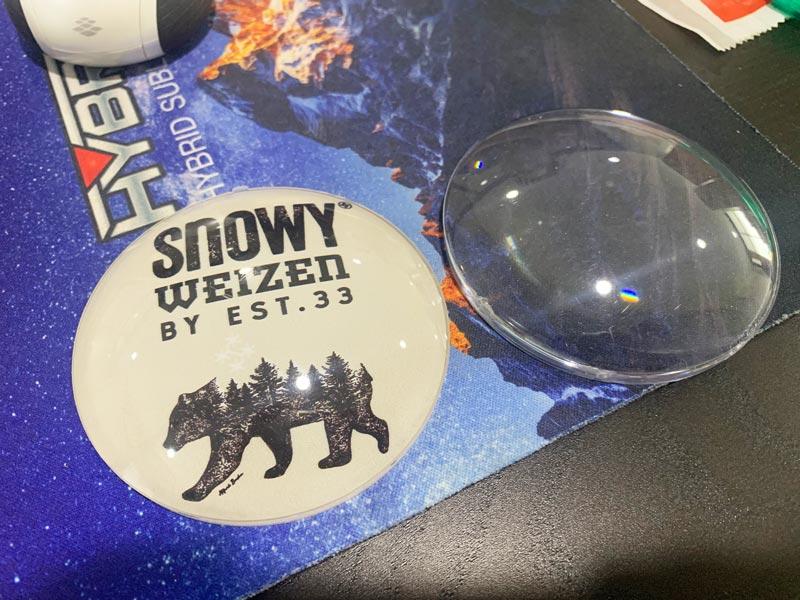 SNOWY®
WEIZEN
BY EST.33
HYBRID SUB